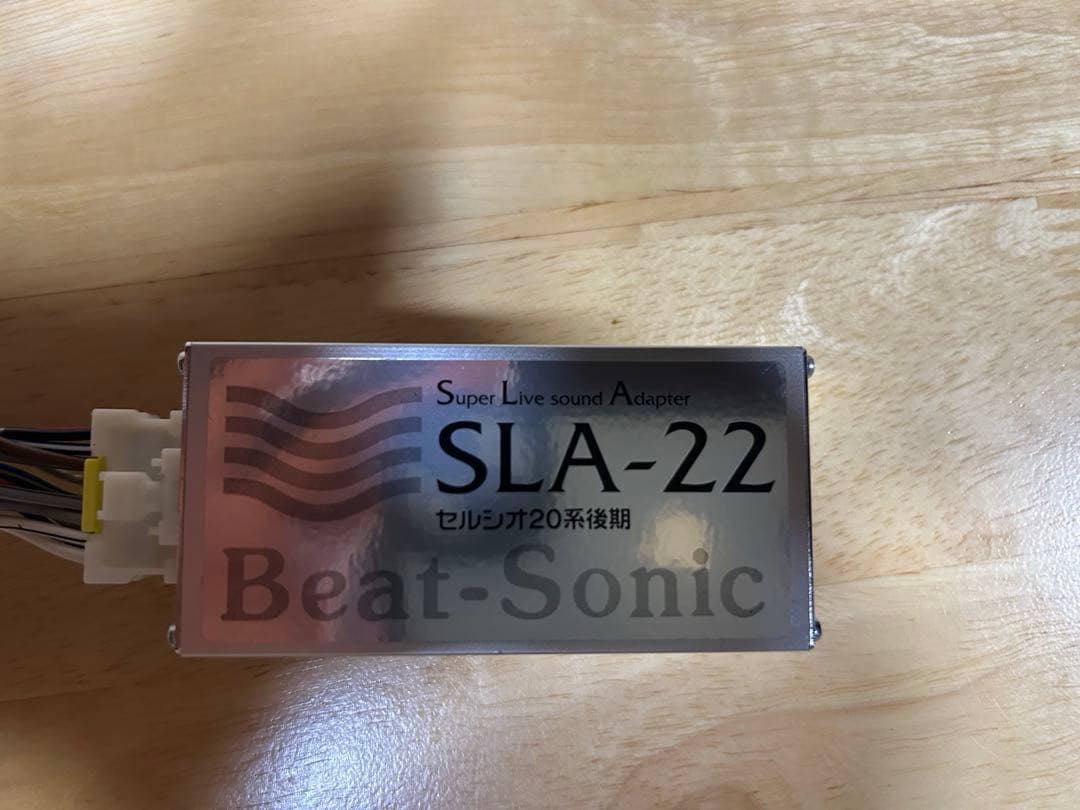 Super Live sound Adapter
SLA-22
セルシオ20系後期
Beat-Sonic